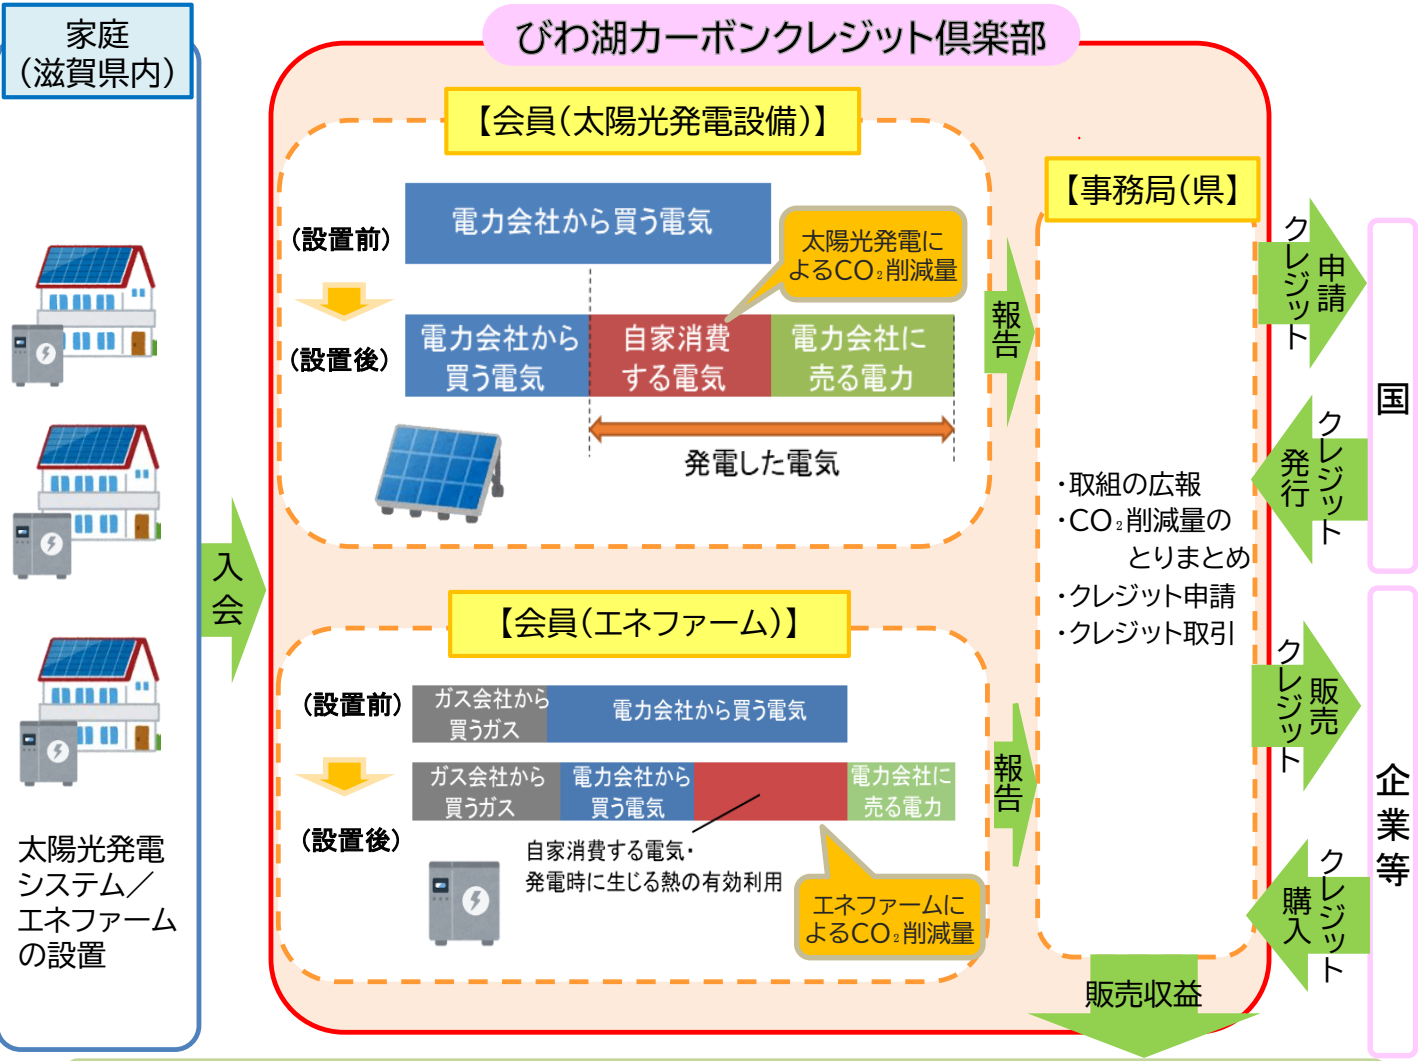 家庭
（滋賀県内）
太陽光発電
システム／
エネファーム
の設置
入
会
びわ湖カーボンクレジット倶楽部
【会員（太陽光発電設備）】
（設置前）
電力会社から買う電気
太陽光発電に
よるCO₂削減量
（設置後）
電力会社から
買う電気
自家消費
する電気
電力会社に
売る電力
発電した電気
報告
【会員（エネファーム）】
（設置前）
ガス会社から
買うガス
電力会社から買う電気
（設置後）
ガス会社から
買うガス
電力会社から
買う電気
電力会社に
売る電力
自家消費する電気・
発電時に生じる熱の有効利用
エネファームに
よるCO₂削減量
報告
【事務局（県】
・取組の広報
・CO₂削減量の
とりまとめ
・クレジット申請
・クレジット取引
クレジット
申請
国
クレジット
発行
クレジット
販売
企業等
クレジット
購入
販売収益